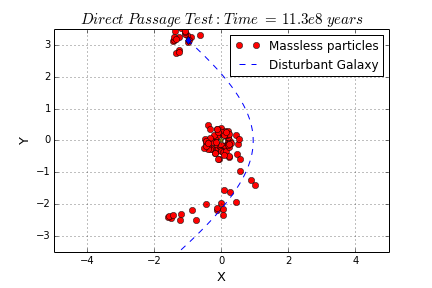 Direct Passage Test: Time = 11.3e8 years
Massless particles
Disturbant Galaxy
Y
3
2
1
0
−1
−2
−3
−4 −2 0 2 4
X